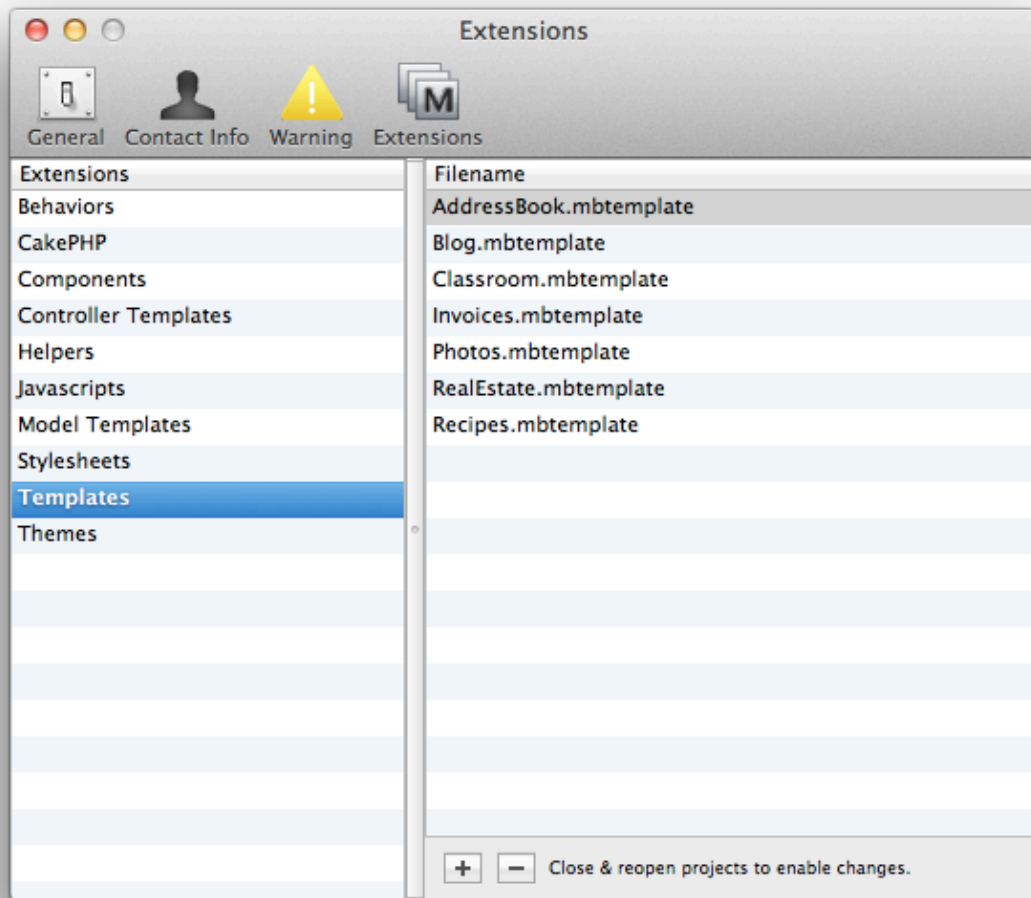 Extensions
M
General Contact Info Warning Extensions
Extensions
Behaviors
CakePHP
Components
Controller Templates
Helpers
Javascripts
Model Templates
Stylesheets
Templates
Themes
Filename
AddressBook.mbtemplate
Blog.mbtemplate
Classroom.mbtemplate
Invoices.mbtemplate
Photos.mbtemplate
RealEstate.mbtemplate
Recipes.mbtemplate
Close & reopen projects to enable changes.